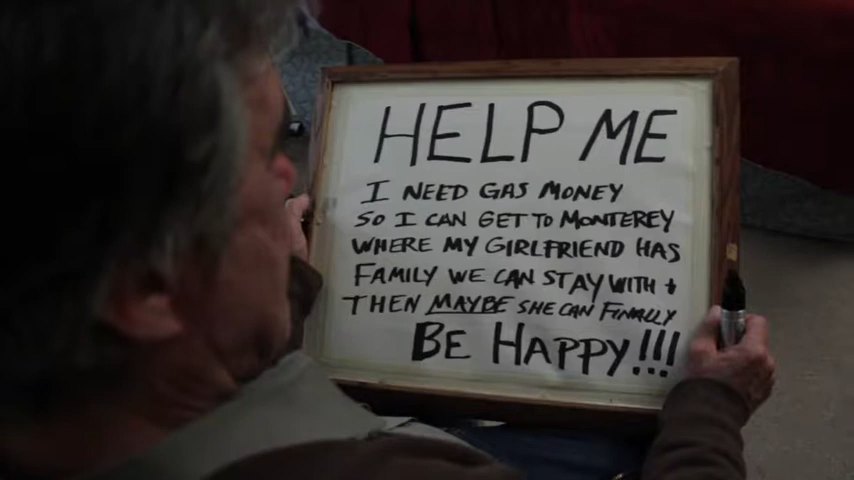 HELP ME
I NEED GAS MONEY
SO I CAN GET TO MONTEREY
WHERE MY GIRLFRIEND HAS
FAMILY WE CAN STAY WITH +
THEN MAYBE SHE CAN FINALLY
BE HAPPY!!!